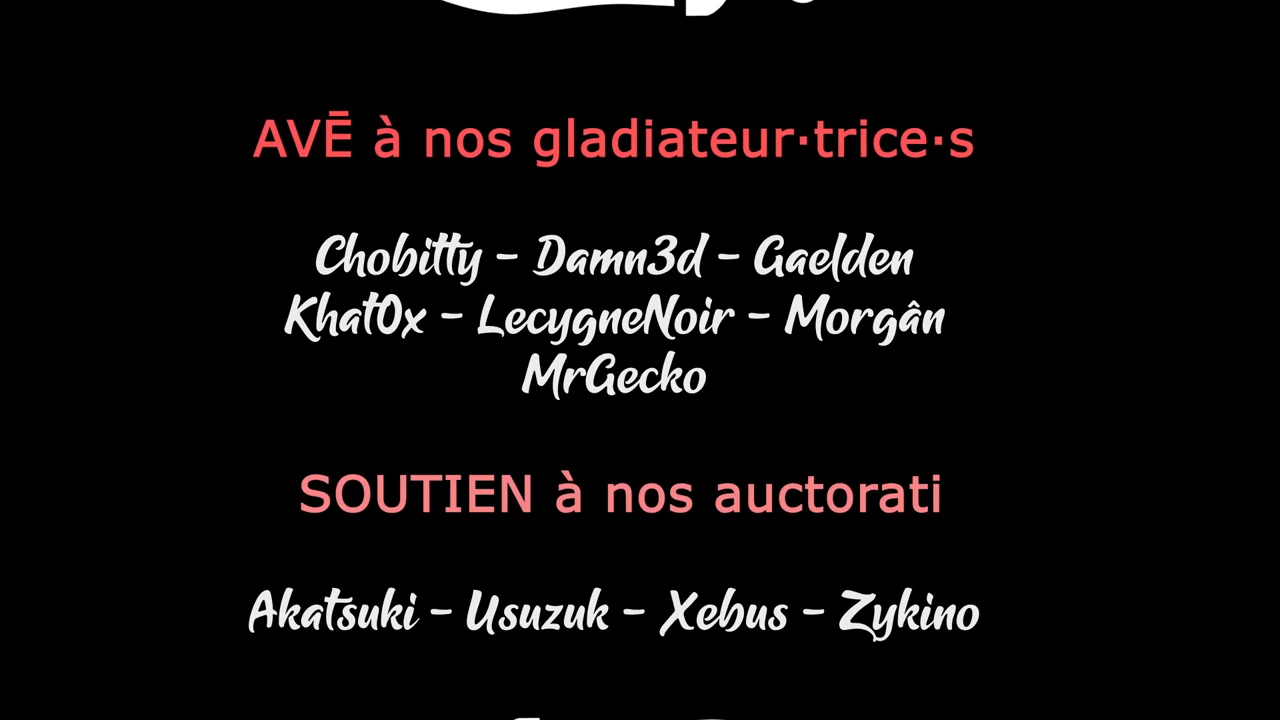 AVĒ à nos gladiateur·trice·s
Chobitty - Damn3d - Gaelden
Khat0x - LecygneNoir - Morgân
MrGecko
SOUTIEN à nos auctorati
Akatsuki - Usuzuk - Xebus - Zykino